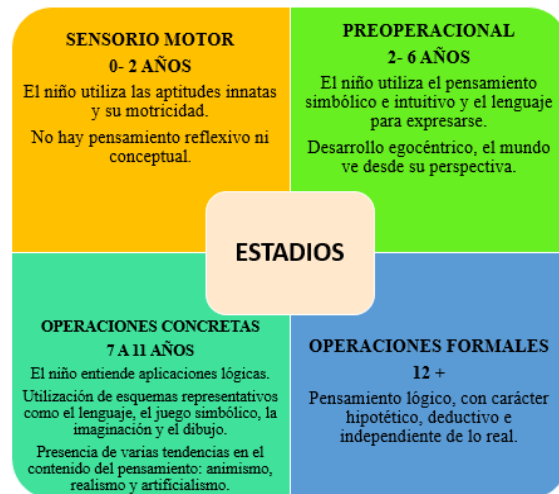 SENSORIO MOTOR
0- 2 AÑOS
El niño utiliza las aptitudes innatas
y su motricidad.
No hay pensamiento reflexivo ni
conceptual.
PREOPERACIONAL
2- 6 AÑOS
El niño utiliza el pensamiento
simbólico e intuitivo y el lenguaje
para expresarse.
Desarrollo egocéntrico, el mundo
ve desde su perspectiva.
ESTADIOS
OPERACIONES CONCRETAS
7 A 11 AÑOS
El niño entiende aplicaciones lógicas.
Utilización de esquemas representativos
como el lenguaje, el juego simbólico, la
imaginación y el dibujo.
Presencia de varias tendencias en el
contenido del pensamiento: animismo,
realismo y artificialismo.
OPERACIONES FORMALES
12 +
Pensamiento lógico, con carácter
hipotético, deductivo e
independiente de lo real.